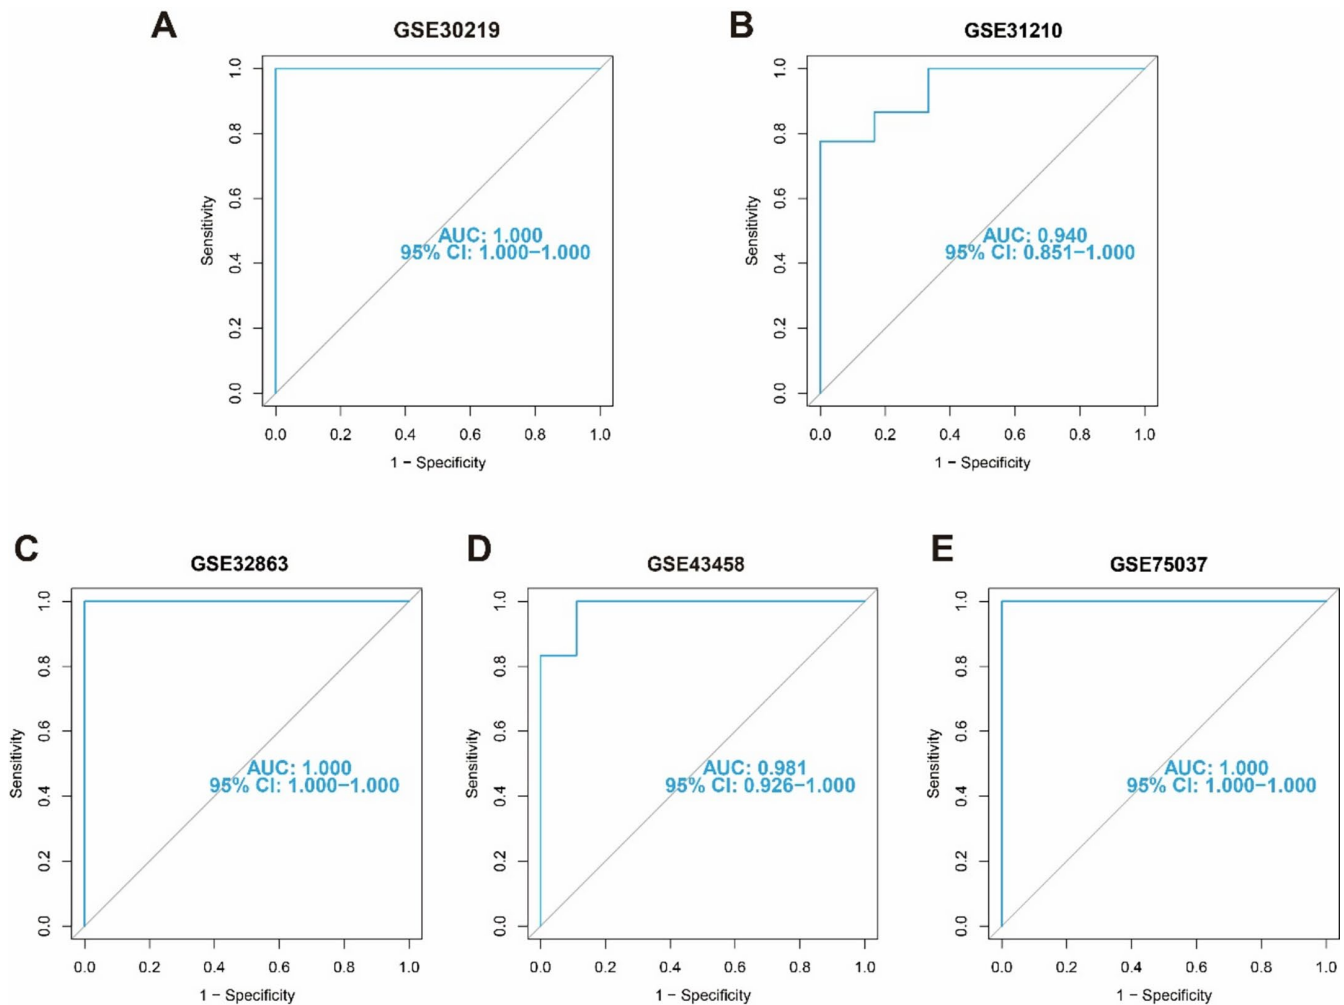 A
GSE30219
1.0
0.8
0.6
0.4
0.2
0.0
Sensitivity
AUC: 1.000
95% CI: 1.000−1.000
0.0 0.2 0.4 0.6 0.8 1.0
1 − Specificity
B
GSE31210
1.0
0.8
0.6
0.4
0.2
0.0
Sensitivity
AUC: 0.940
95% CI: 0.851−1.000
0.0 0.2 0.4 0.6 0.8 1.0
1 − Specificity
C
GSE32863
1.0
0.8
0.6
0.4
0.2
0.0
Sensitivity
AUC: 1.000
95% CI: 1.000−1.000
0.0 0.2 0.4 0.6 0.8 1.0
1 − Specificity
D
GSE43458
1.0
0.8
0.6
0.4
0.2
0.0
Sensitivity
AUC: 0.981
95% CI: 0.926−1.000
0.0 0.2 0.4 0.6 0.8 1.0
1 − Specificity
E
GSE75037
1.0
0.8
0.6
0.4
0.2
0.0
Sensitivity
AUC: 1.000
95% CI: 1.000−1.000
0.0 0.2 0.4 0.6 0.8 1.0
1 − Specificity